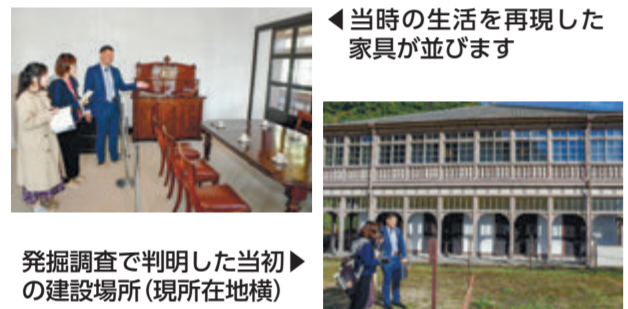 ◀当時の生活を再現した
家具が並びます
発掘調査で判明した当初▶
の建設場所（現所在地横）